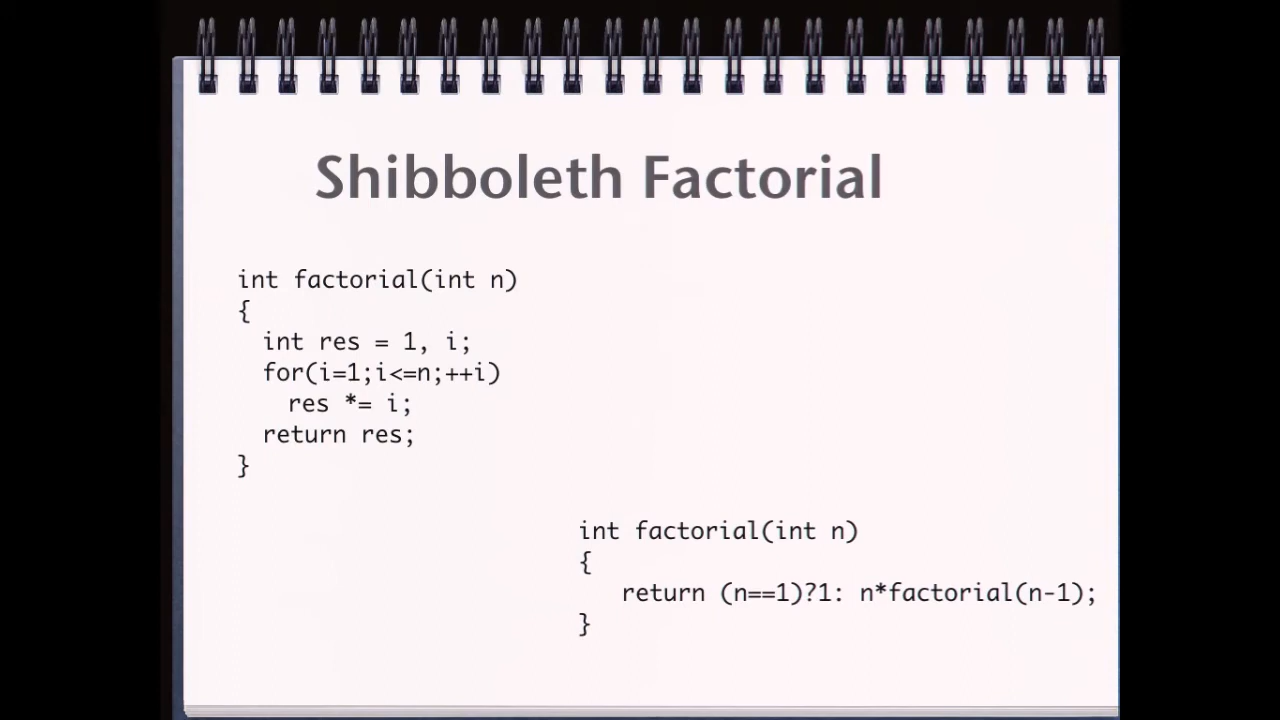 Shibboleth Factorial
int factorial(int n)
{
int res = 1, i;
for(i=1;i<=n;++i)
res *= i;
return res;
}
int factorial(int n)
{
return (n==1)?1: n*factorial(n-1);
}